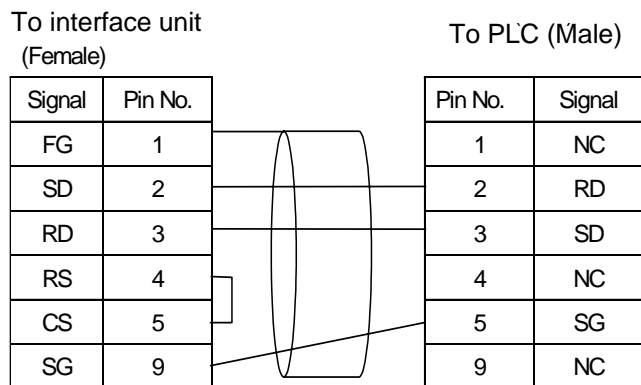 To interface unit
(Female)
To PLC (Male)
Signal Pin No. Pin No. Signal
FG 1 1 NC
SD 2 2 RD
RD 3 3 SD
RS 4 4 NC
CS 5 5 SG
SG 9 9 NC